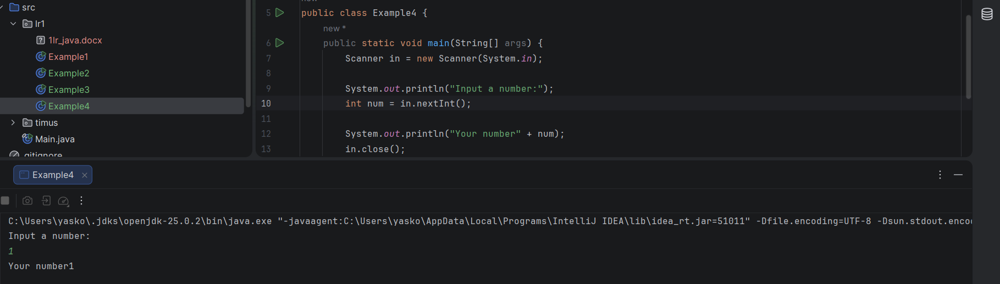 src
lr1
1lr_java.docx
Example1
Example2
Example3
Example4
timus
Main.java
.gitignore
new *
5 public class Example4 {
new *
6 public static void main(String[] args) {
7 Scanner in = new Scanner(System.in);
8
9 System.out.println("Input a number:");
10 int num = in.nextInt();
11
12 System.out.println("Your number" + num);
13 in.close();
Example4
C:\Users\yasko\.jdks\openjdk-25.0.2\bin\java.exe "-javaagent:C:\Users\yasko\AppData\Local\Programs\IntelliJ IDEA\lib\idea_rt.jar=51011" -Dfile.encoding=UTF-8 -Dsun.stdout.enco
Input a number:
1
Your number1